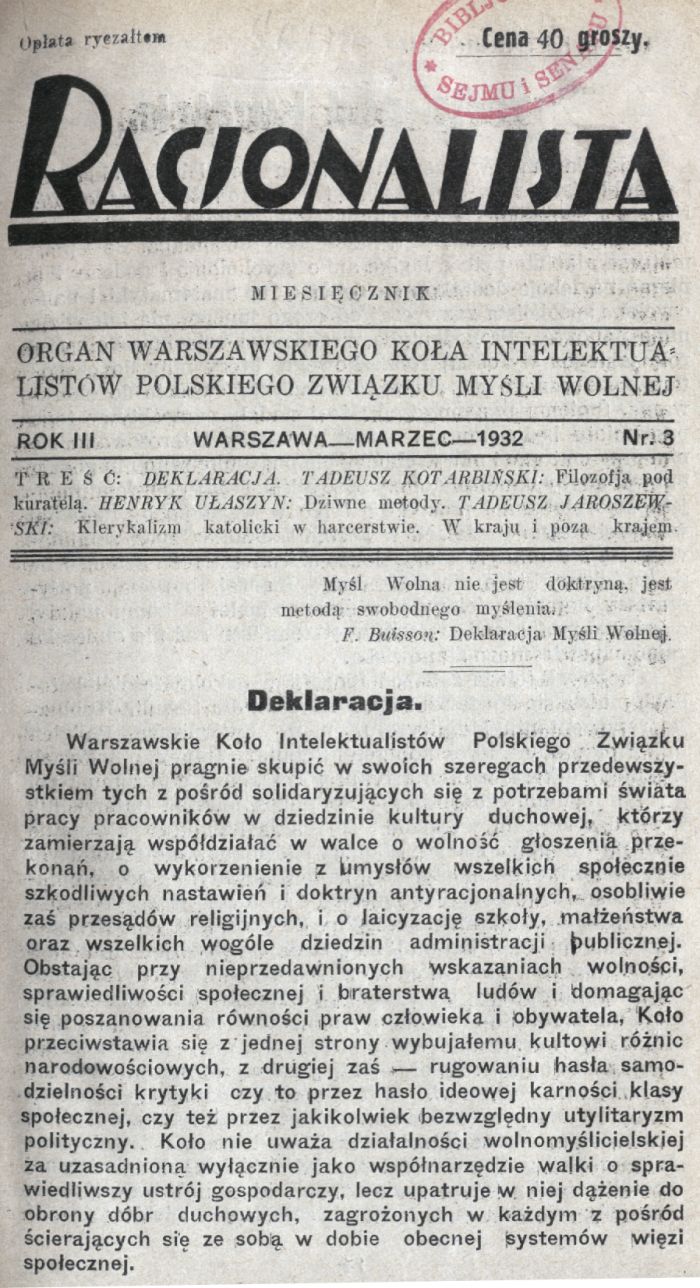 Opłata ryczałtem
Cena 40 groszy.
SEJMU i SENATU
RACJONALISTA
MIESIĘCZNIK
ORGAN WARSZAWSKIEGO KOŁA INTELEKTUA-
LISTÓW POLSKIEGO ZWIĄZKU MYŚLI WOLNEJ
ROK III WARSZAWA—MARZEC—1932 Nr. 3
TREŚĆ: DEKLARACJA. TADEUSZ KOTARBIŃSKI: Filozofja pod
kuratelą. HENRYK UŁASZYN: Dziwne metody. TADEUSZ JAROSZEW-
SKI: Klerykalizm katolicki w harcerstwie. W kraju i poza krajem.
Myśl Wolna nie jest doktryną, jest
metodą swobodnego myślenia.
F. Buisson: Deklaracja Myśli Wolnej.
Deklaracja.
Warszawskie Koło Intelektualistów Polskiego Związku
Myśli Wolnej pragnie skupić w swoich szeregach przedewszy-
stkiem tych z pośród solidaryzujących się z potrzebami świata
pracy pracowników w dziedzinie kultury duchowej, którzy
zamierzają współdziałać w walce o wolność głoszenia prze-
konań, o wykorzenienie z umysłów wszelkich społecznie
szkodliwych nastawień i doktryn antyracjonalnych, osobliwie
zaś przesądów religijnych, i o laicyzację szkoły, małżeństwa
oraz wszelkich wogóle dziedzin administracji publicznej.
Obstając przy nieprzedawnionych wskazaniach wolności,
sprawiedliwości społecznej i braterstwa ludów i domagając
się poszanowania równości praw człowieka i obywatela, Koło
przeciwstawia się z jednej strony wybujałemu kultowi różnic
narodowościowych, z drugiej zaś — rugowaniu hasła samo-
dzielności krytyki czy to przez hasło ideowej karności klasy
społecznej, czy też przez jakikolwiek bezwzględny utylitaryzm
polityczny. Koło nie uważa działalności wolnomyślicielskiej
za uzasadnioną wyłącznie jako współnarzędzie walki o spra-
wiedliwszy ustrój gospodarczy, lecz upatruje w niej dążenie do
obrony dóbr duchowych, zagrożonych w każdym z pośród
ścierających się ze sobą w dobie obecnej systemów więzi
społecznej.